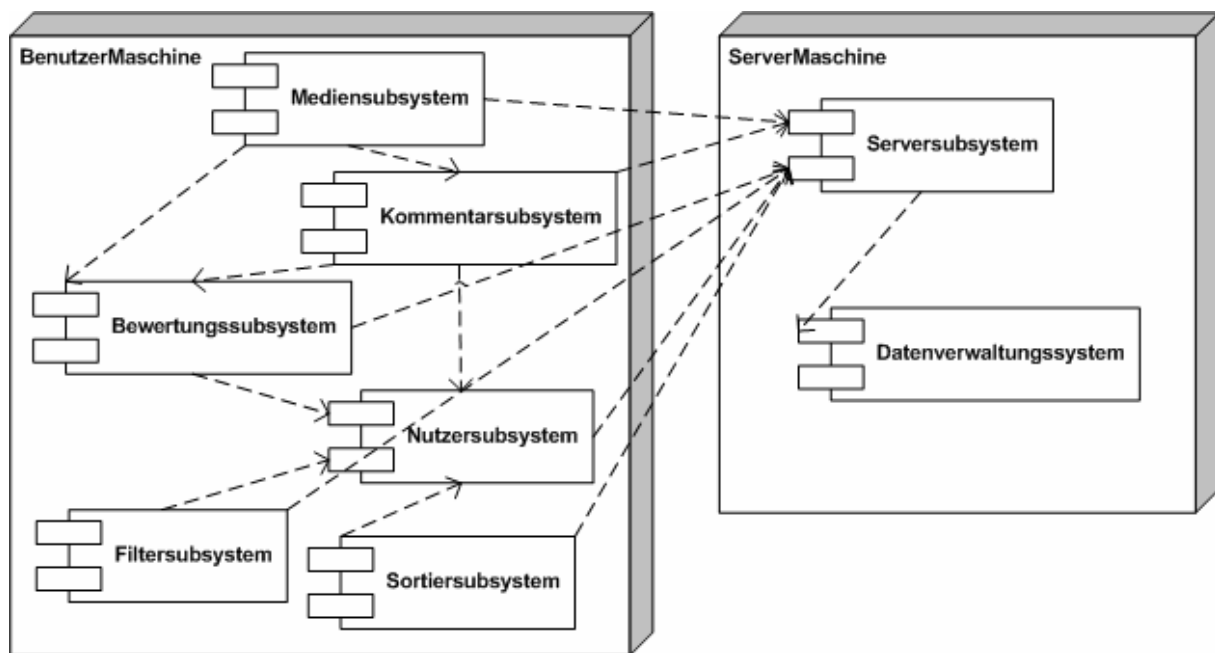 BenutzerMaschine
Mediensubsystem
Kommentarsubsystem
Bewertungssubsystem
Nutzersubsystem
Filtersubsystem
Sortiersubsystem
ServerMaschine
Serversubsystem
Datenverwaltungssystem